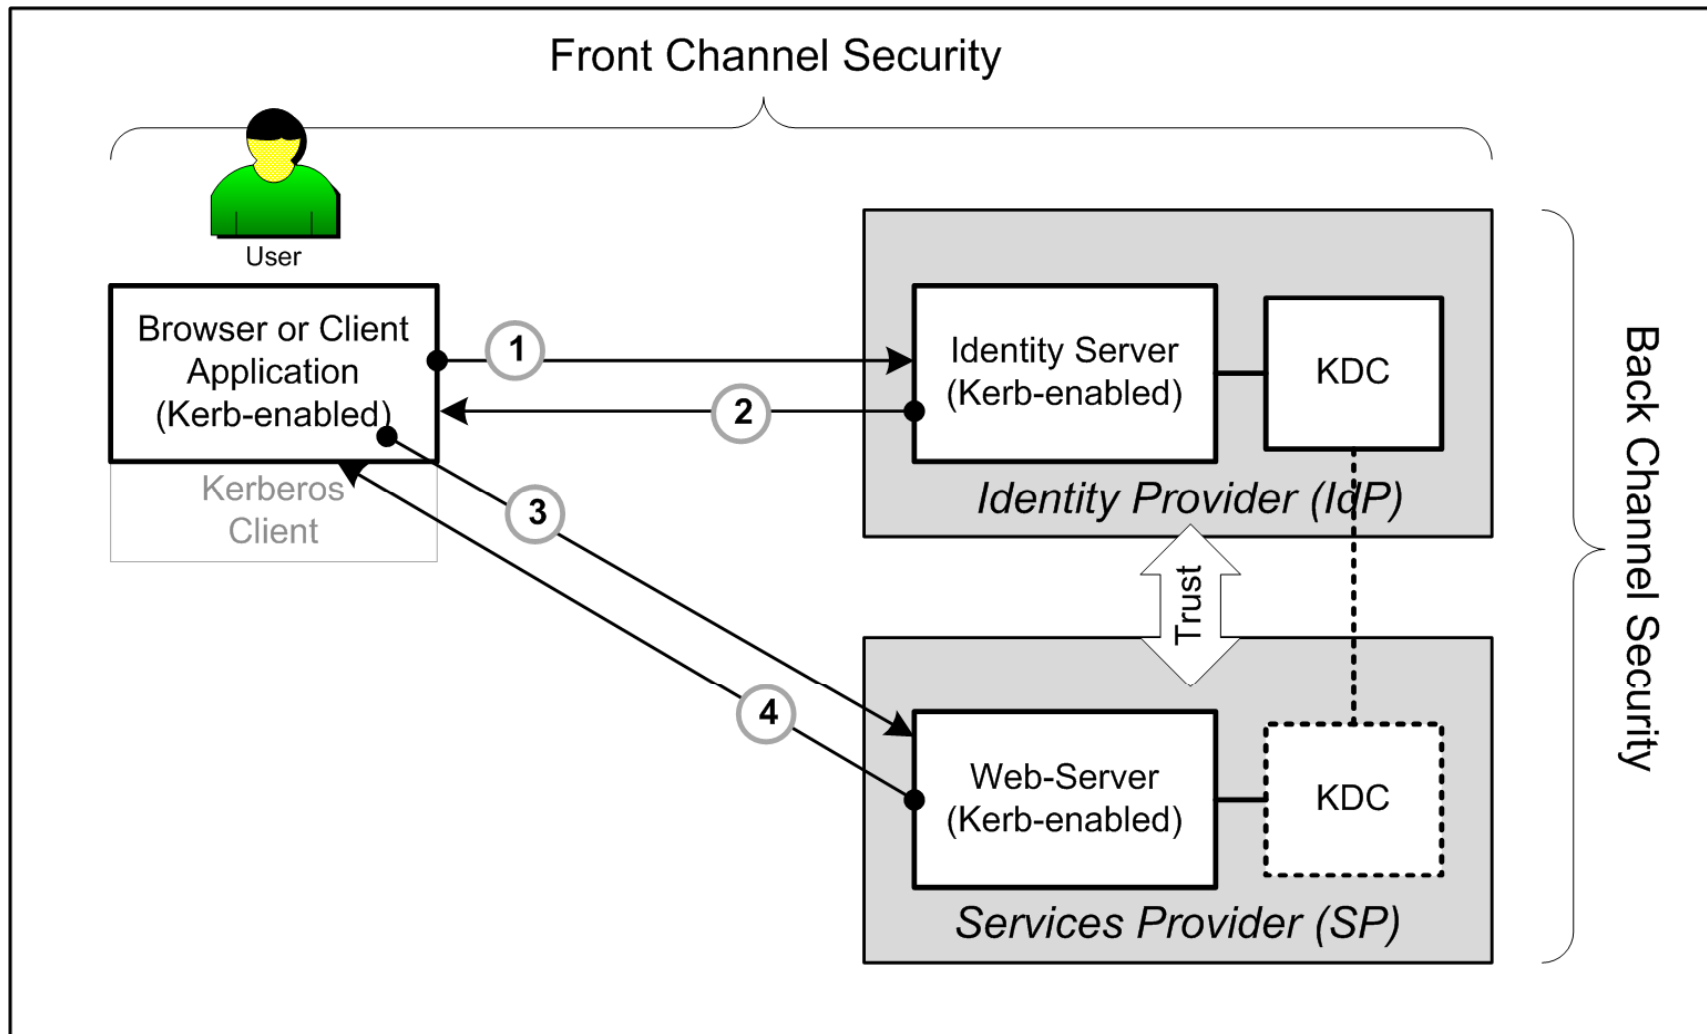 Front Channel Security
User
Browser or Client
Application
(Kerb-enabled)
Kerberos
Client
1
2
3
4
Identity Server
(Kerb-enabled)
KDC
Identity Provider (IdP)
Trust
Web-Server
(Kerb-enabled)
KDC
Services Provider (SP)
Back Channel Security